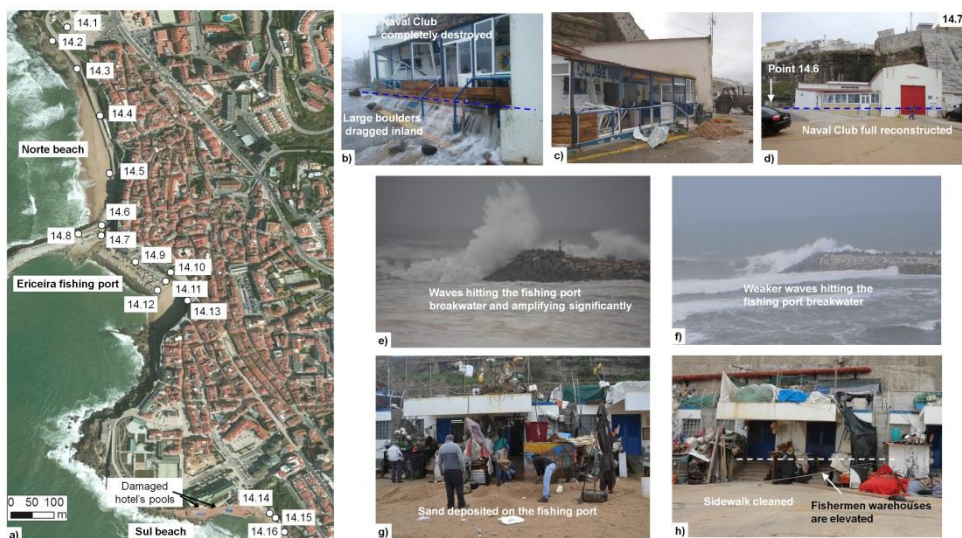 14.1
14.2
14.3
14.4
Norte beach
14.5
14.6
14.8
14.7
14.9
14.10
Ericeira fishing port
14.11
14.12
14.13
Damaged
hotel's pools
0 50 100
m
14.14
14.15
Sul beach
14.16
a)
Naval Club
completely destroyed
Large boulders
dragged inland
b)
c)
14.7
Point 14.6
Naval Club full reconstructed
d)
Waves hitting the fishing port
breakwater and amplifying significantly
e)
Weaker waves hitting the
fishing port breakwater
f)
Sand deposited on the fishing port
g)
Sidewalk cleaned
Fishermen warehouses
are elevated
h)